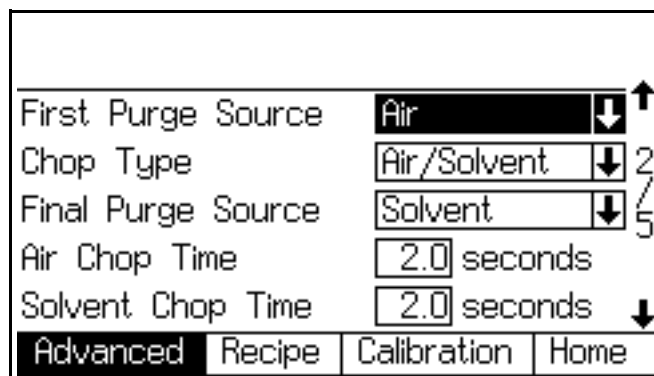 First Purge Source Air
Chop Type Air/Solvent
Final Purge Source Solvent
Air Chop Time 2.0 seconds
Solvent Chop Time 2.0 seconds
2/5
Advanced Recipe Calibration Home